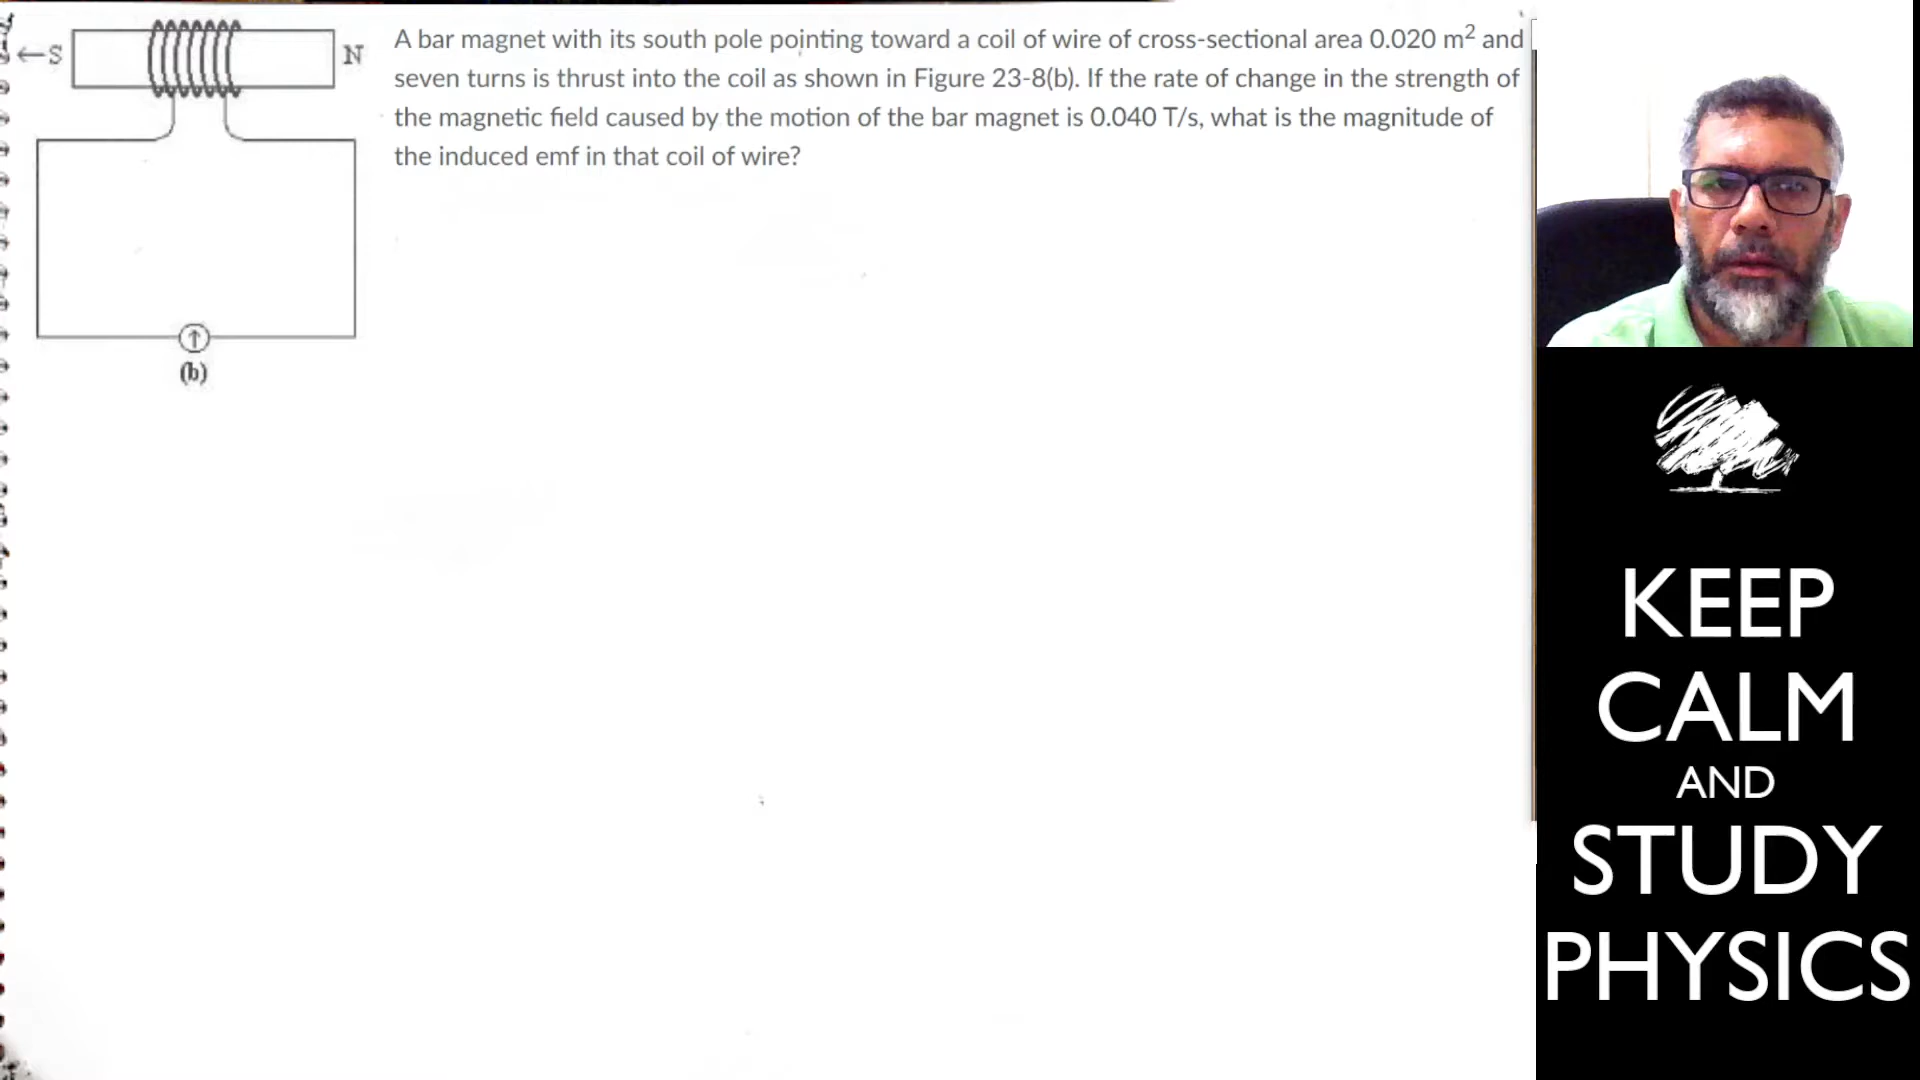 ←S
N
A bar magnet with its south pole pointing toward a coil of wire of cross-sectional area 0.020 m² and
seven turns is thrust into the coil as shown in Figure 23-8(b). If the rate of change in the strength of
the magnetic field caused by the motion of the bar magnet is 0.040 T/s, what is the magnitude of
the induced emf in that coil of wire?
(b)
KEEP
CALM
AND
STUDY
PHYSICS